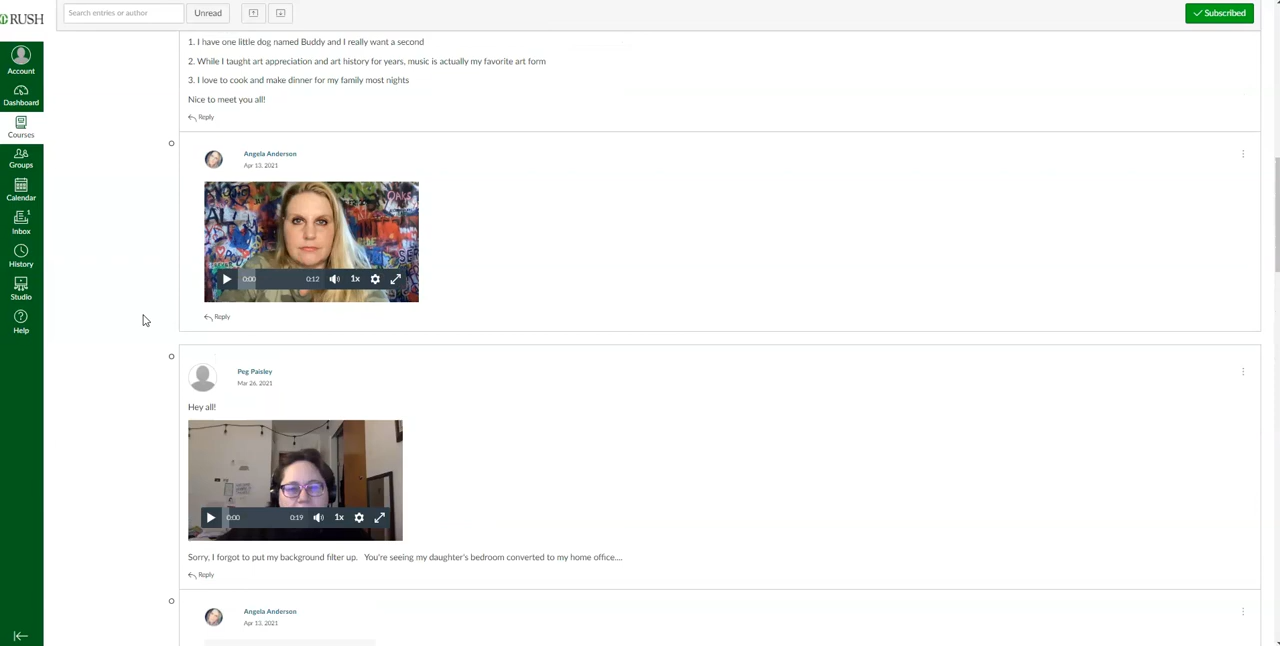 Search entries or author
Unread
Subscribed
RUSH
Account
Dashboard
Courses
Groups
Calendar
1
Inbox
History
Studio
Help
1. I have one little dog named Buddy and I really want a second
2. While I taught art appreciation and art history for years, music is actually my favorite art form
3. I love to cook and make dinner for my family most nights
Nice to meet you all!
Reply
Angela Anderson
Apr 13, 2021
0:00
0:12
1x
Reply
Peg Paisley
Mar 26, 2021
Hey all!
0:00
0:19
1x
Sorry, I forgot to put my background filter up. You're seeing my daughter's bedroom converted to my home office....
Reply
Angela Anderson
Apr 13, 2021